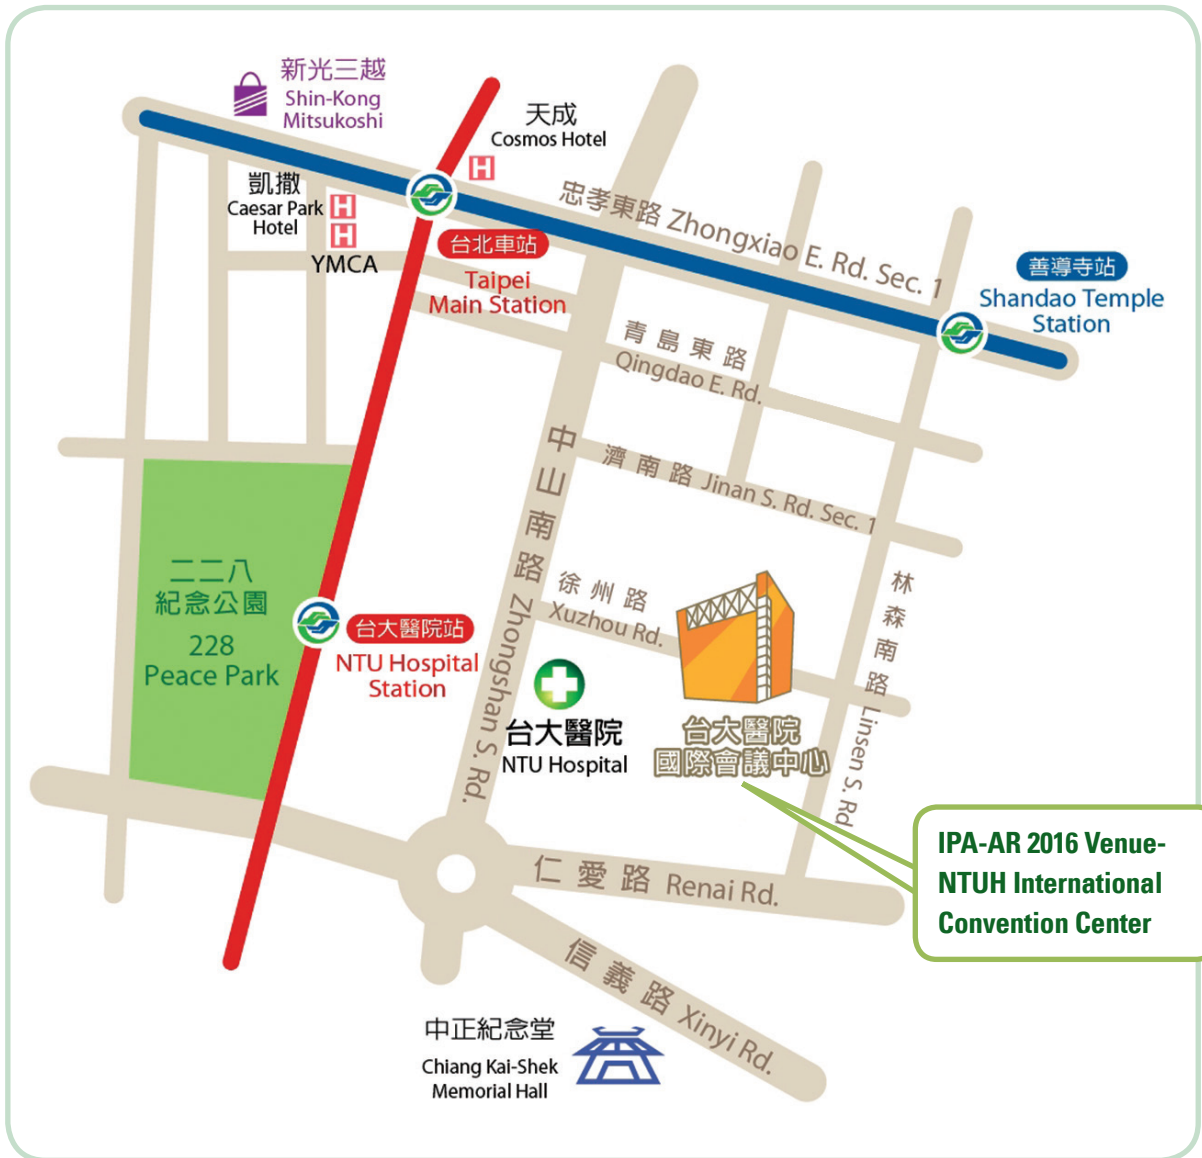 新光三越
Shin-Kong
Mitsukoshi
天成
Cosmos Hotel
H
凱撒
Caesar Park
Hotel
H
H
YMCA
台北車站
Taipei
Main Station
忠孝東路 Zhongxiao E. Rd. Sec. 1
善導寺站
Shandao Temple
Station
青島東路
Qingdao E. Rd.
濟南路 Jinan S. Rd. Sec. 1
中山南路 Zhongshan S. Rd.
徐州路
Xuzhou Rd.
林森南路 Linsen S. Rd
二二八
紀念公園
228
Peace Park
台大醫院站
NTU Hospital
Station
台大醫院
NTU Hospital
台大醫院
國際會議中心
IPA-AR 2016 Venue-
NTUH International
Convention Center
仁愛路 Renai Rd.
信義路 Xinyi Rd.
中正紀念堂
Chiang Kai-Shek
Memorial Hall